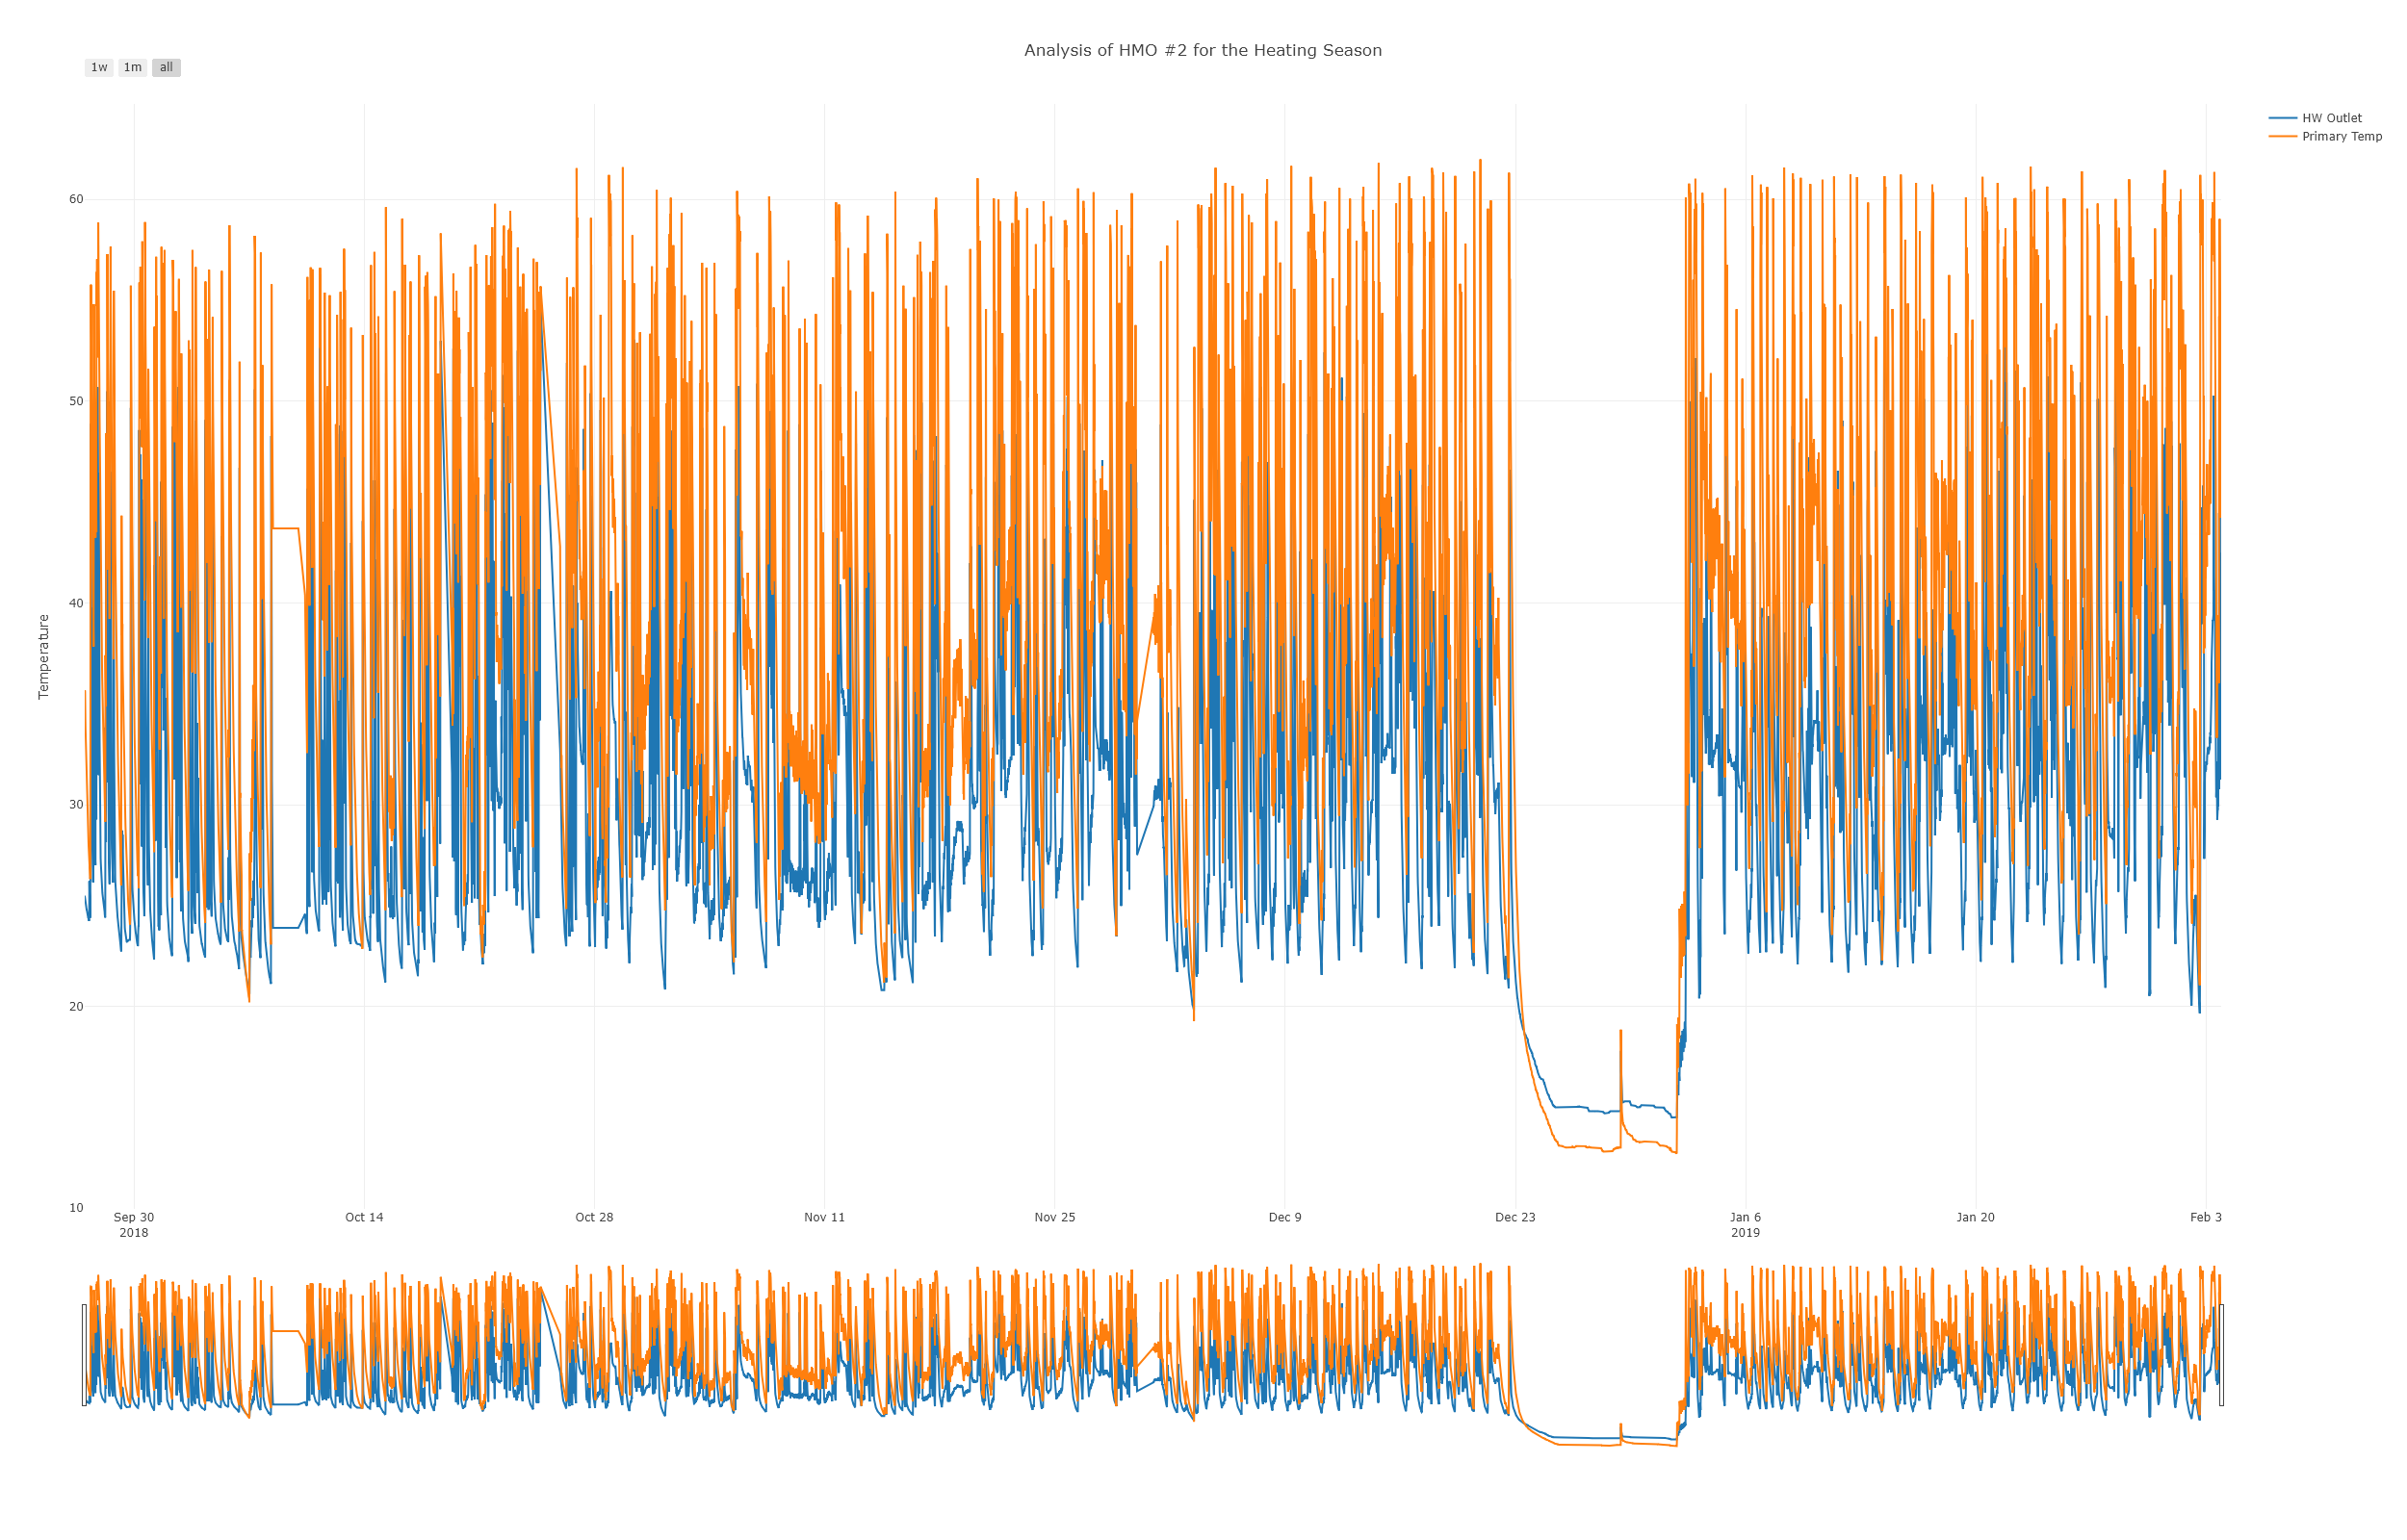 Analysis of HMO #2 for the Heating Season
1w 1m all
HW Outlet
Primary Temp
Temperature
60
50
40
30
20
10
Sep 30
2018
Oct 14
Oct 28
Nov 11
Nov 25
Dec 9
Dec 23
Jan 6
2019
Jan 20
Feb 3